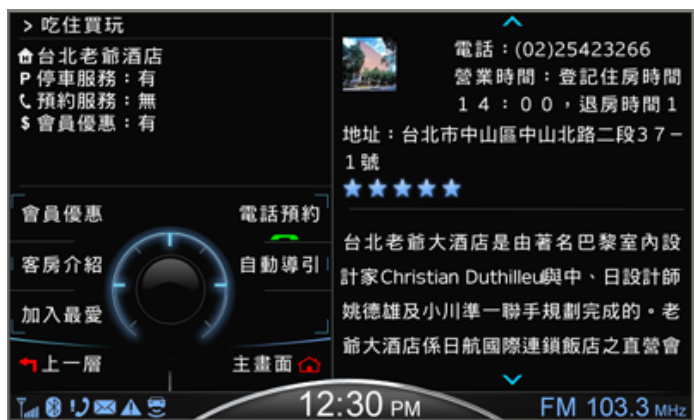 > 吃住買玩
台北老爺酒店
P 停車服務：有
預約服務：無
$ 會員優惠：有
會員優惠
電話預約
客房介紹
自動導引
加入最愛
上一層
主畫面
電話：(02)25423266
營業時間：登記住房時間
１４：００，退房時間１
地址：台北市中山區中山北路二段３７－
１號
台北老爺大酒店是由著名巴黎室內設
計家Christian Duthilleu與中、日設計師
姚德雄及小川準一聯手規劃完成的。老
爺大酒店係日航國際連鎖飯店之直營會
12:30 PM
FM 103.3 MHz